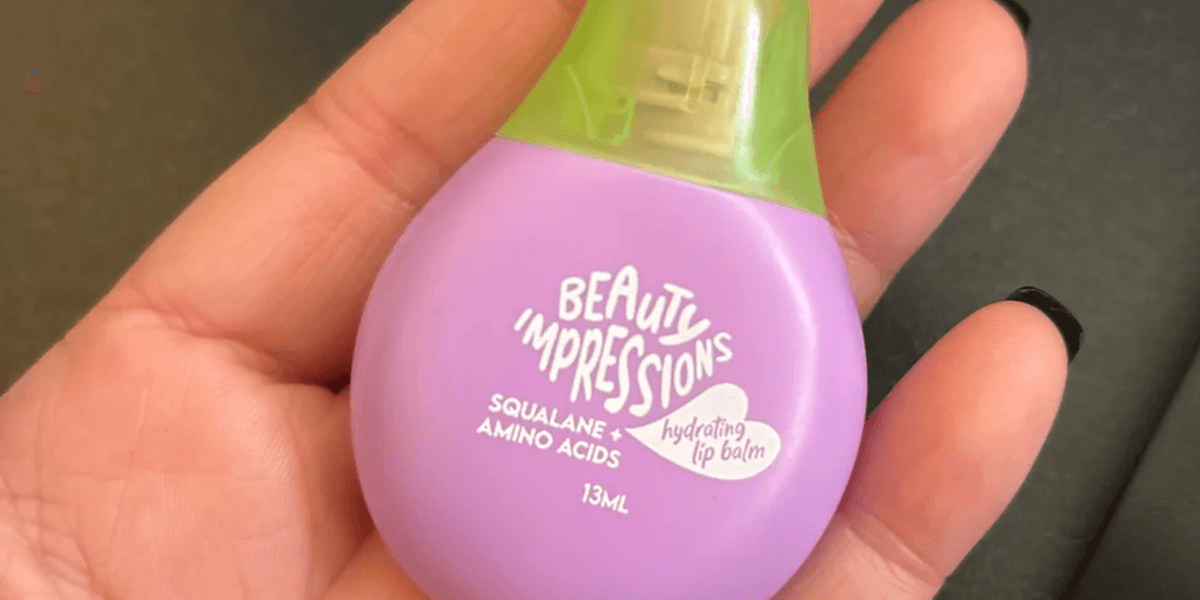 BEAUTY
IMPRESSIONS
SQUALANE +
AMINO ACIDS
hydrating
lip balm
13ML